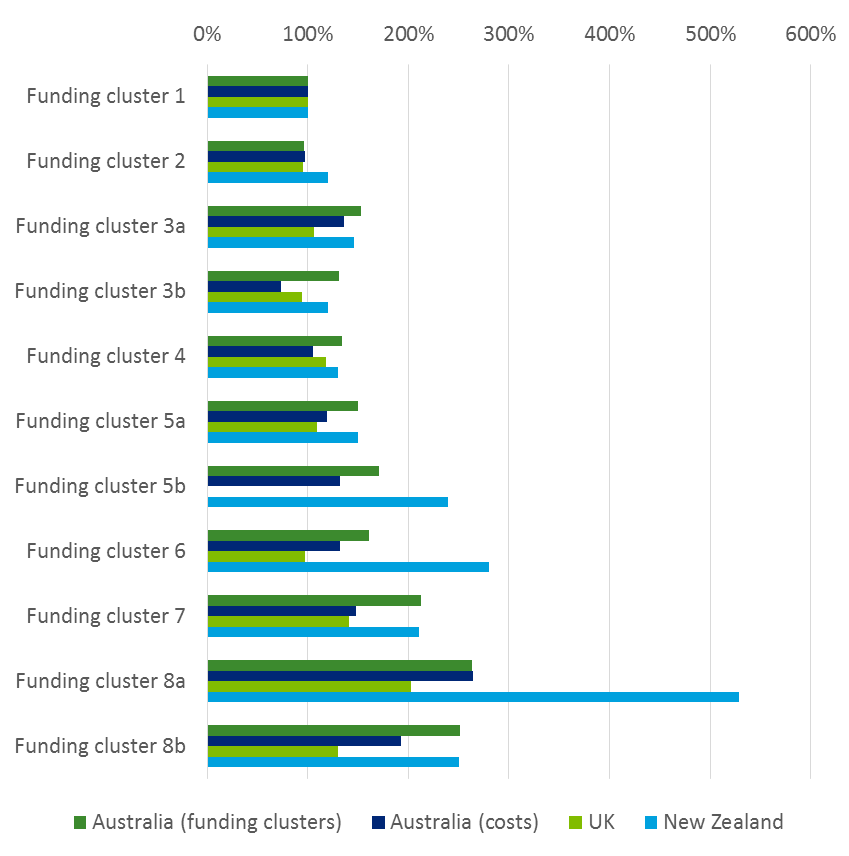 0% 100% 200% 300% 400% 500% 600%
Funding cluster 1
Funding cluster 2
Funding cluster 3a
Funding cluster 3b
Funding cluster 4
Funding cluster 5a
Funding cluster 5b
Funding cluster 6
Funding cluster 7
Funding cluster 8a
Funding cluster 8b
Australia (funding clusters) Australia (costs) UK New Zealand